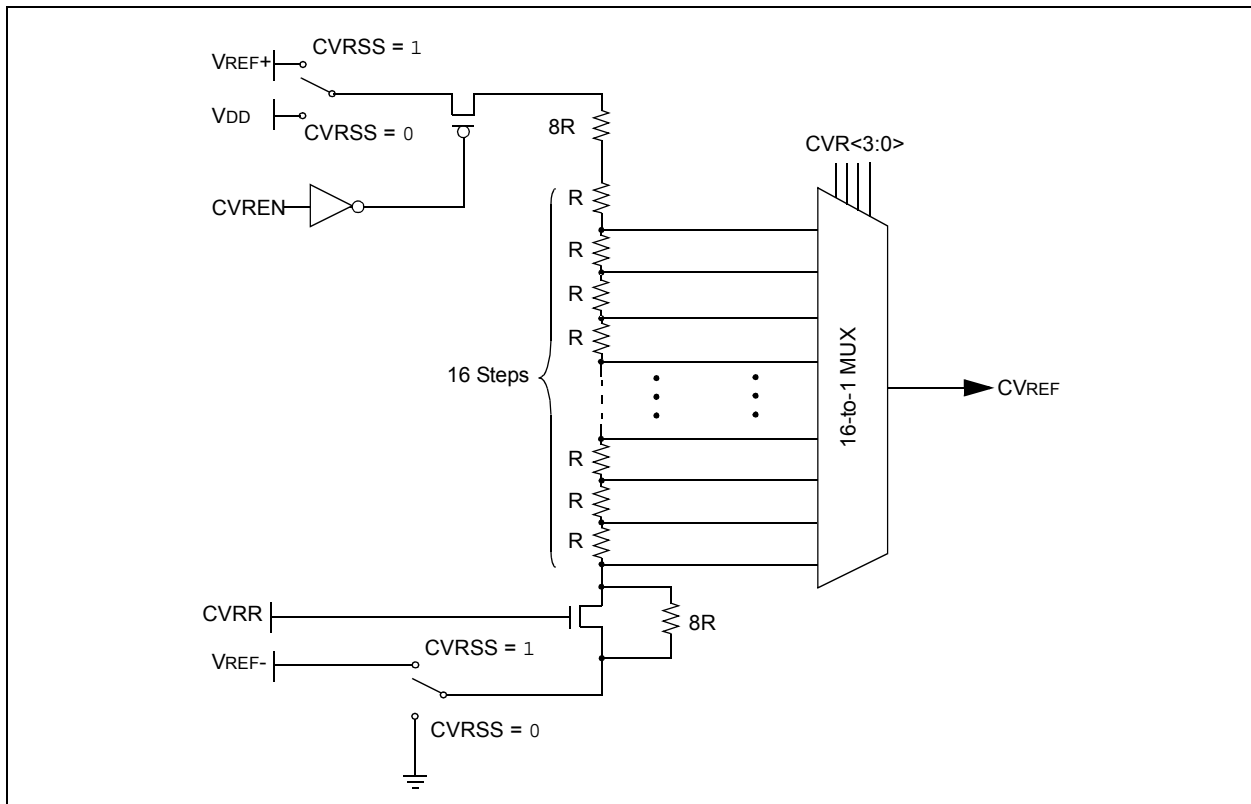 CVRSS = 1
VREF+
8R
VDD
CVRSS = 0
CVR<3:0>
CVREN
R
R
R
R
16 Steps
16-to-1 MUX
CVREF
R
R
R
CVRR
8R
CVRSS = 1
VREF-
CVRSS = 0